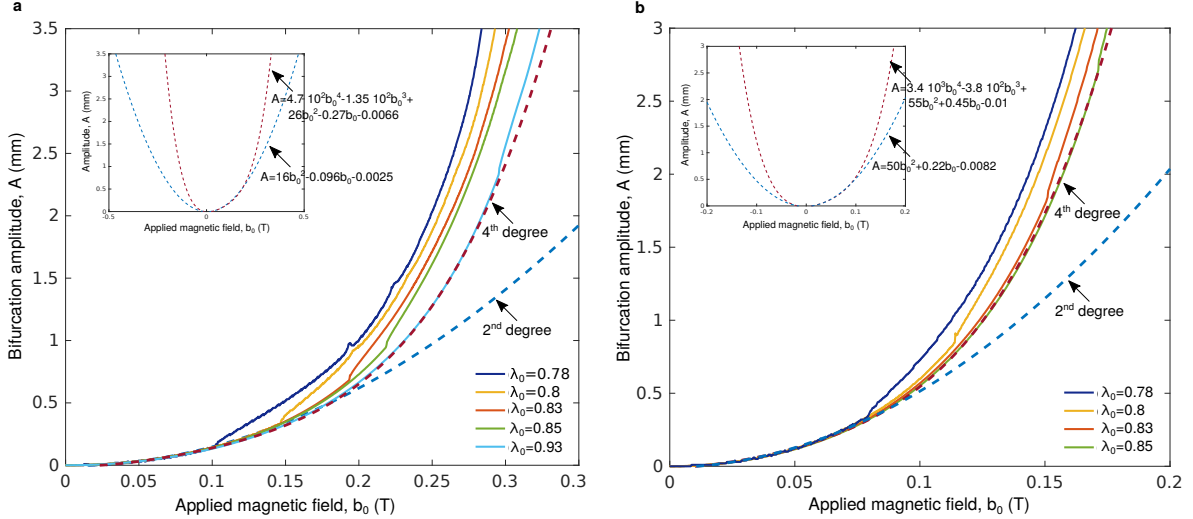 a
Bifurcation amplitude, A (mm)
3.5
3
2.5
2
1.5
1
0.5
0
0
0.05
0.1
0.15
0.2
0.25
0.3
0.3
Applied magnetic field, b₀ (T)
Amplitude, A (mm)
3.5
3
2.5
2
1.5
1
0.5
0
-0.5
0
0.5
Applied magnetic field, b₀ (T)
A=4.7 10²b₀⁴-1.35 10²b₀³+
26b₀²-0.27b₀-0.0066
A=16b₀²-0.096b₀-0.0025
4th degree
2nd degree
λ₀=0.78
λ₀=0.8
λ₀=0.83
λ₀=0.85
λ₀=0.93
b
Bifurcation amplitude, A (mm)
3
2.5
2
1.5
1
0.5
0
0
0.05
0.1
0.15
0.2
Applied magnetic field, b₀ (T)
Amplitude, A (mm)
3
2.5
2
1.5
1
0.5
0
-0.2
-0.1
0
0.1
0.2
Applied magnetic field, b₀ (T)
A=3.4 10³b₀⁴-3.8 10²b₀³+
55b₀²+0.45b₀-0.01
A=50b₀²+0.22b₀-0.0082
4th degree
2nd degree
λ₀=0.78
λ₀=0.8
λ₀=0.83
λ₀=0.85